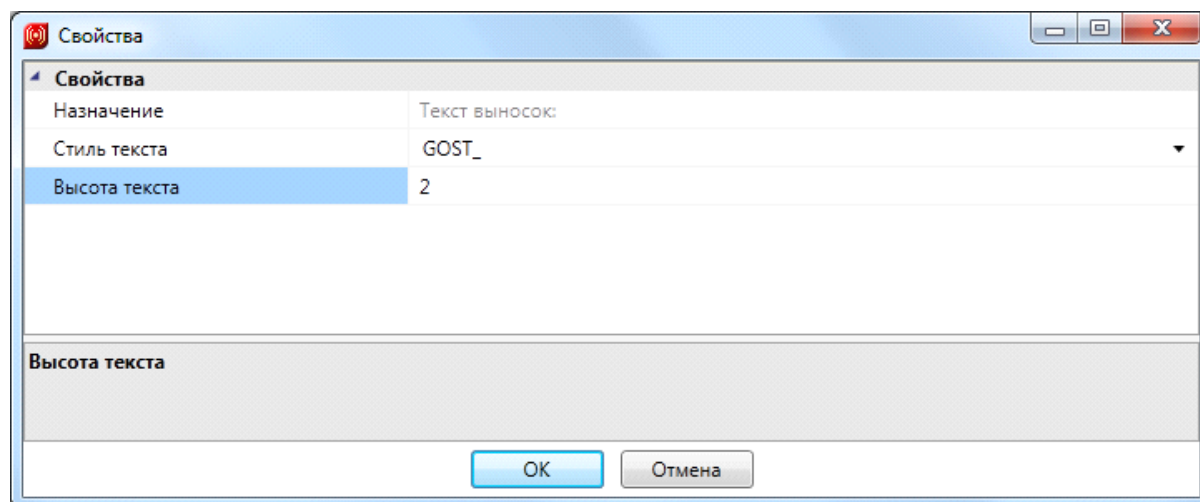 Свойства
Свойства
Назначение Текст выносок:
Стиль текста GOST_
Высота текста 2
Высота текста
OK Отмена